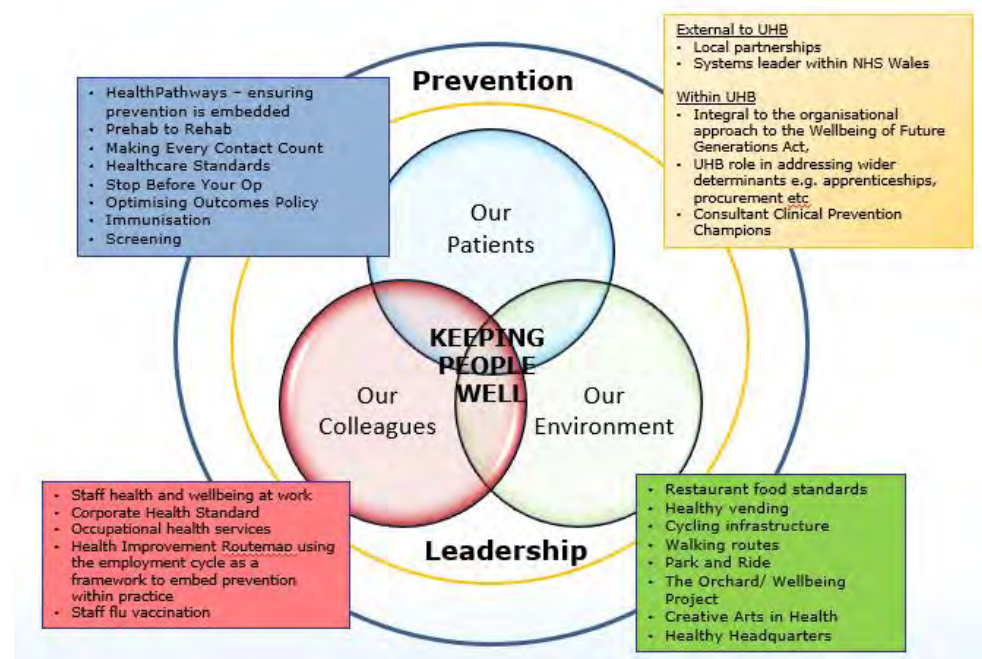 Prevention
• HealthPathways – ensuring
prevention is embedded
• Prehab to Rehab
• Making Every Contact Count
• Healthcare Standards
• Stop Before Your Op
• Optimising Outcomes Policy
• Immunisation
• Screening
External to UHB
• Local partnerships
• Systems leader within NHS Wales
Within UHB
• Integral to the organisational
approach to the Wellbeing of Future
Generations Act,
• UHB role in addressing wider
determinants e.g. apprenticeships,
procurement etc
• Consultant Clinical Prevention
Champions
Our
Patients
KEEPING
PEOPLE
WELL
Our
Colleagues
Our
Environment
• Staff health and wellbeing at work
• Corporate Health Standard
• Occupational health services
• Health Improvement Routemap using
the employment cycle as a
framework to embed prevention
within practice
• Staff flu vaccination
Leadership
• Restaurant food standards
• Healthy vending
• Cycling infrastructure
• Walking routes
• Park and Ride
• The Orchard/ Wellbeing
Project
• Creative Arts in Health
• Healthy Headquarters